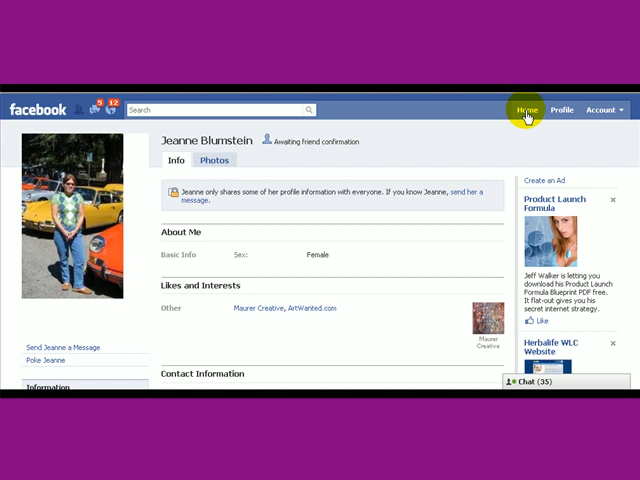 facebook
5
12
Search
Home
Profile
Account
Jeanne Blumstein
Awaiting friend confirmation
Info
Photos
Jeanne only shares some of her profile information with everyone. If you know Jeanne, send her a
message.
About Me
Basic Info
Sex:
Female
Likes and Interests
Other
Maurer Creative, ArtWanted.com
Maurer
Creative
Contact Information
Send Jeanne a Message
Poke Jeanne
Information
Create an Ad
Product Launch
Formula
Jeff Walker is letting you
download his Product Launch
Formula Blueprint PDF free.
It flat-out gives you his
secret internet strategy.
Like
Herbalife WLC
Website
Chat (35)